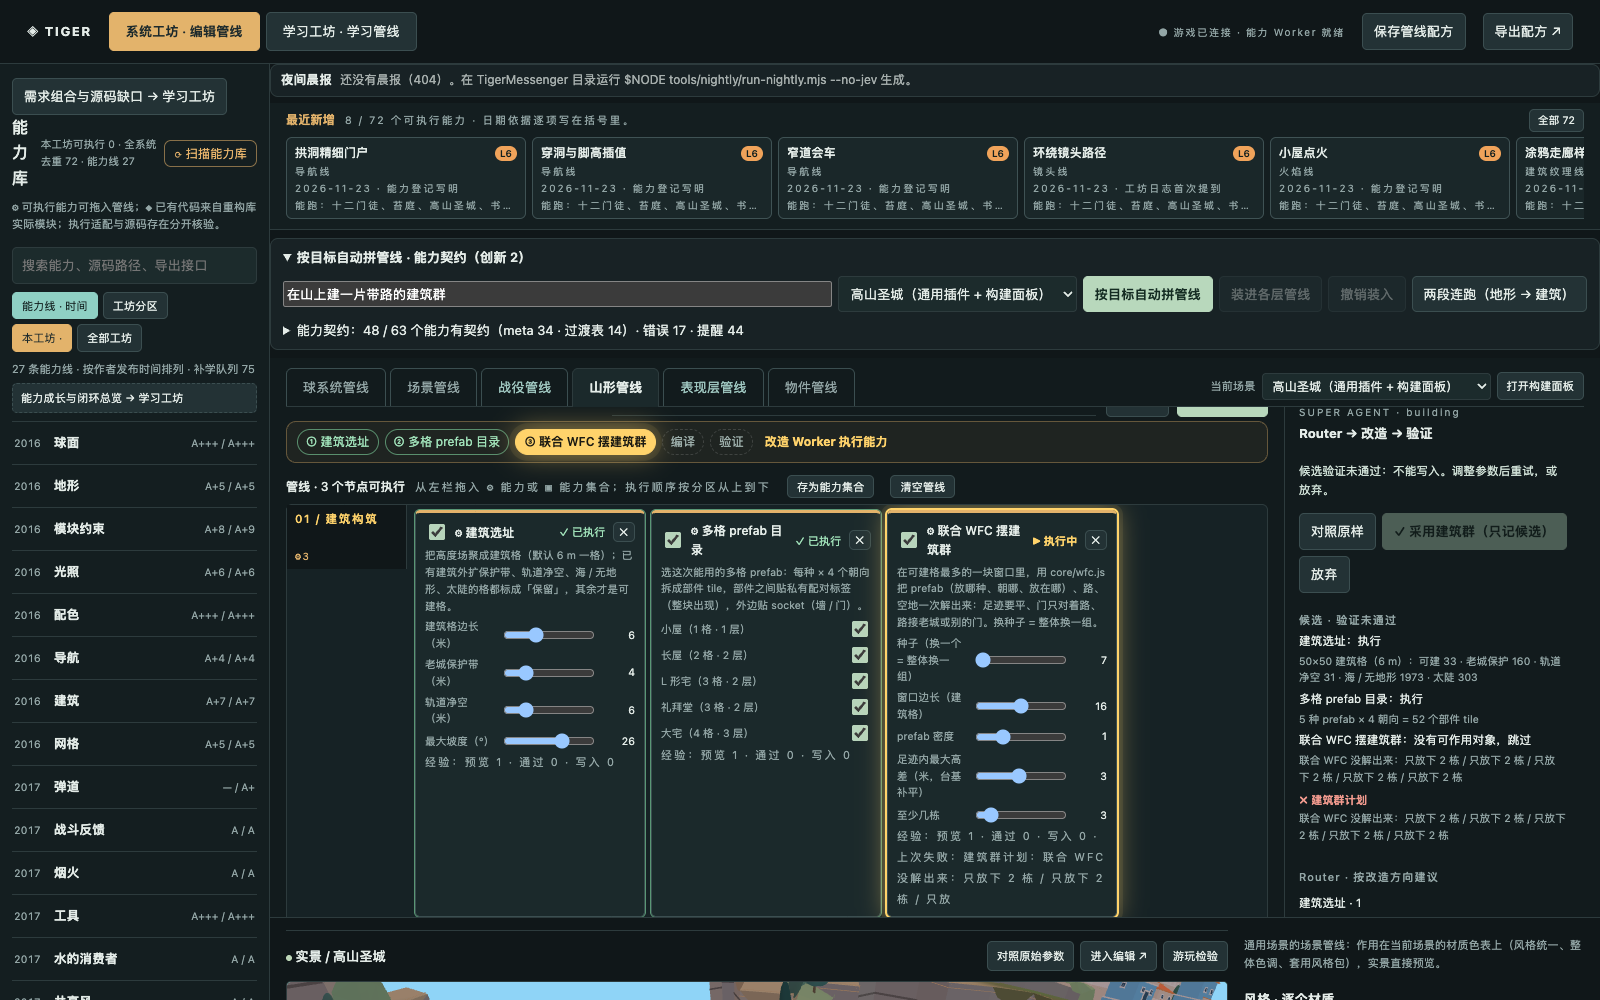 ◈ TIGER
系统工坊 · 编辑管线
学习工坊 · 学习管线
游戏已连接 · 能力 Worker 就绪
保存管线配方
导出配方 ↗
需求组合与源码缺口 → 学习工坊
能力库
本工坊可执行 0 · 全系统去重 72 · 能力线 27
⟳ 扫描能力库
⚙ 可执行能力可拖入管线；◆ 已有代码来自重构库实际模块；执行适配与源码存在分开核验。
搜索能力、源码路径、导出接口
能力线 · 时间
工坊分区
本工坊 ·
全部工坊
27 条能力线 · 按作者发布时间排列 · 补学队列 75
能力成长与闭环总览 → 学习工坊
2016 球面 A+++ / A+++
2016 地形 A+5 / A+5
2016 模块约束 A+8 / A+9
2016 光照 A+6 / A+6
2016 配色 A+++ / A+++
2016 导航 A+4 / A+4
2016 建筑 A+7 / A+7
2016 网格 A+5 / A+5
2017 弹道 — / A+
2017 战斗反馈 A / A
2017 烟火 A / A
2017 工具 A+++ / A+++
2017 水的消费者 A / A
夜间晨报 还没有晨报（404）。在 TigerMessenger 目录运行 $NODE tools/nightly/run-nightly.mjs --no-jev 生成。
最近新增 8 / 72 个可执行能力 · 日期依据逐项写在括号里。
全部 72
拱洞精细门户 L6
导航线
2026-11-23 · 能力登记写明
能跑：十二门徒、苔庭、高山圣城、书…
穿洞与脚高插值 L6
导航线
2026-11-23 · 能力登记写明
能跑：十二门徒、苔庭、高山圣城、书…
窄道会车 L6
导航线
2026-11-23 · 能力登记写明
能跑：十二门徒、苔庭、高山圣城、书…
环绕镜头路径 L6
镜头线
2026-11-23 · 工坊日志首次提到
能跑：十二门徒、苔庭、高山圣城、书…
小屋点火 L6
火焰线
2026-11-23 · 能力登记写明
能跑：十二门徒、苔庭、高山圣城、书…
涂鸦走廊样
建筑纹理线
2026-11-23
能跑：十二门
▼ 按目标自动拼管线 · 能力契约（创新 2）
在山上建一片带路的建筑群
高山圣城（通用插件 + 构建面板）
按目标自动拼管线
装进各层管线
撤销装入
两段连跑（地形 → 建筑）
▶ 能力契约：48 / 63 个能力有契约（meta 34 · 过渡表 14）· 错误 17 · 提醒 44
球系统管线
场景管线
战役管线
山形管线
表现层管线
物件管线
当前场景
高山圣城（通用插件 + 构建面板）
打开构建面板
① 建筑选址
② 多格 prefab 目录
③ 联合 WFC 摆建筑群
编译
验证
改造 Worker 执行能力
管线 · 3 个节点可执行 从左栏拖入 ⚙ 能力或 ▣ 能力集合；执行顺序按分区从上到下
存为能力集合
清空管线
01 / 建筑构筑
⚙3
⚙ 建筑选址 ✓ 已执行 ✕
把高度场聚成建筑格（默认 6 m 一格）；已有建筑外扩保护带、轨道净空、海 / 无地形、太陡的格都标成「保留」，其余才是可建格。
建筑格边长（米） 6
老城保护带（米） 4
轨道净空（米） 6
最大坡度（°） 26
经验：预览 1 · 通过 0 · 写入 0
⚙ 多格 prefab 目录 ✓ 已执行 ✕
选这次能用的多格 prefab：每种 × 4 个朝向拆成部件 tile，部件之间贴私有配对标签（整块出现），外边贴 socket（墙 / 门）。
小屋（1 格 · 1 层）
长屋（2 格 · 2 层）
L 形宅（3 格 · 2 层）
礼拜堂（3 格 · 2 层）
大宅（4 格 · 3 层）
经验：预览 1 · 通过 0 · 写入 0
⚙ 联合 WFC 摆建筑群 ▶ 执行中 ✕
在可建格最多的一块窗口里，用 core/wfc.js 把 prefab（放哪种、朝哪、放在哪）、路、空地一次解出来：足迹要平、门只对着路、路接老城或别的门。换种子 = 整体换一组。
种子（换一个 = 整体换一组） 7
窗口边长（建筑格） 16
prefab 密度 1
足迹内最大高差（米，台基补平） 3
至少几栋 3
经验：预览 1 · 通过 0 · 写入 0 ·
上次失败：建筑群计划：联合 WFC
没解出来：只放下 2 栋 / 只放下 2
栋 / 只放
SUPER AGENT · building
Router → 改造 → 验证
候选验证未通过：不能写入。调整参数后重试，或放弃。
对照原样
✓ 采用建筑群（只记候选）
放弃
候选 · 验证未通过
建筑选址：执行
50×50 建筑格（6 m）：可建 33 · 老城保护 160 · 轨道净空 31 · 海 / 无地形 1973 · 太陡 303
多格 prefab 目录：执行
5 种 prefab × 4 朝向 = 52 个部件 tile
联合 WFC 摆建筑群：没有可作用对象，跳过
联合 WFC 没解出来：只放下 2 栋 / 只放下 2 栋 / 只放下 2 栋 / 只放下 2 栋 / 只放下 2 栋
✕ 建筑群计划
联合 WFC 没解出来：只放下 2 栋 / 只放下 2 栋 / 只放下 2 栋 / 只放下 2 栋 / 只放下 2 栋
Router · 按改造方向建议
建筑选址 · 1
实景 / 高山圣城
对照原始参数
进入编辑 ↗
游玩检验
通用场景的场景管线：作用在当前场景的材质色表上（风格统一、整体色调、套用风格包），实景直接预览。
风格 · 逐个材质